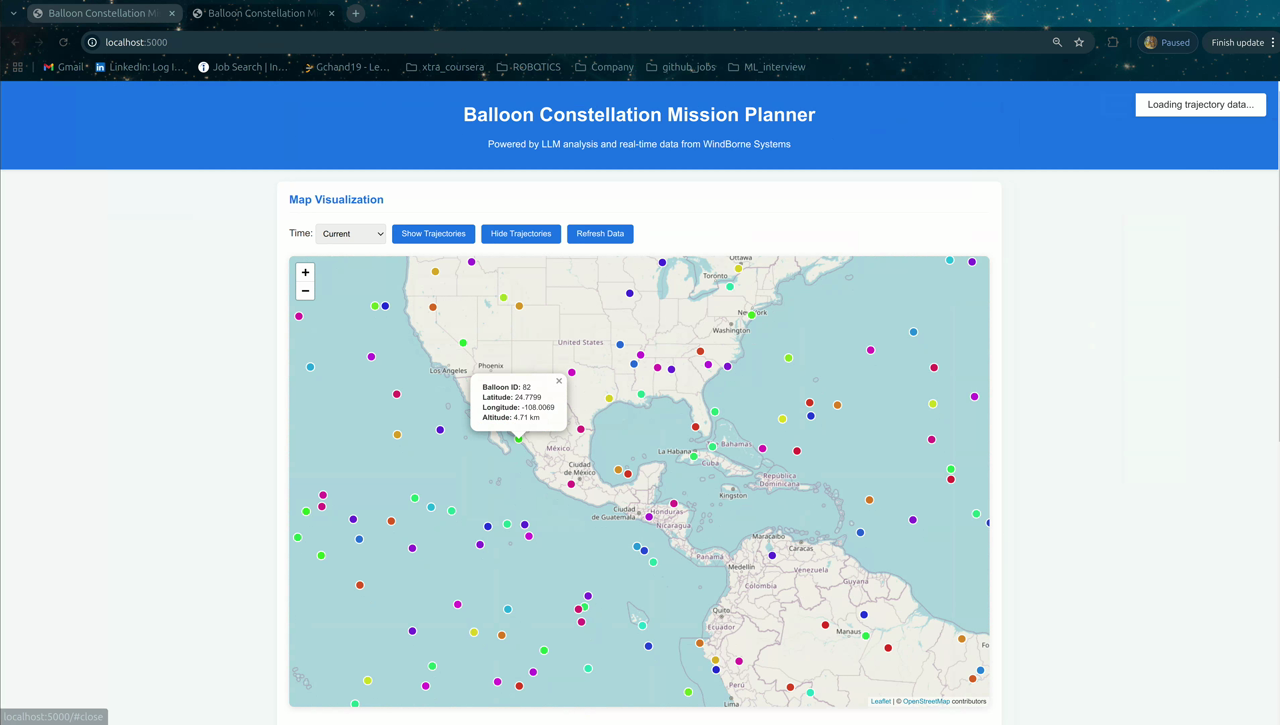 Balloon Constellation Mi
Balloon Constellation M
localhost:5000
Paused
Finish update
Gmail
LinkedIn: Log I...
Job Search | In...
Gchand19 - Le...
xtra_coursera
ROBOTICS
Company
github_jobs
ML_interview
Balloon Constellation Mission Planner
Powered by LLM analysis and real-time data from WindBorne Systems
Loading trajectory data...
Map Visualization
Time:
Current
Show Trajectories
Hide Trajectories
Refresh Data
+
−
Ottawa
Toronto
New York
Washington
United States
Los Angeles
Phoenix
Balloon ID: 82
Latitude: 24.7799
Longitude: -108.0069
Altitude: 4.71 km
México
Ciudad
de México
La Habana
Bahamas
Cuba
Kingston
República
Dominicana
Ciudad
de Guatemala
Honduras
Nicaragua
Panamá
Maracaibo
Caracas
Medellín
Venezuela
Colombia
Guyana
Quito
Ecuador
Manaus
Fo
Perú
Lima
Leaflet | © OpenStreetMap contributors
localhost:5000/#close